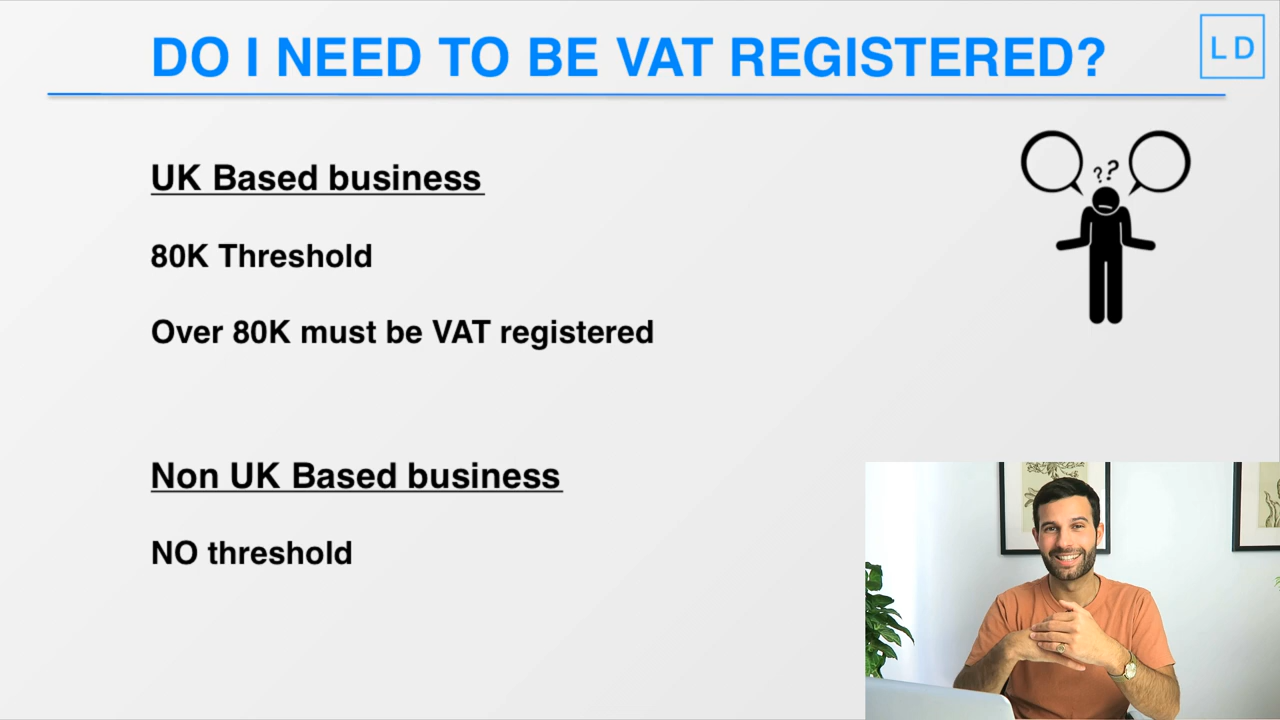 DO I NEED TO BE VAT REGISTERED?
L D
UK Based business
??
80K Threshold
Over 80K must be VAT registered
Non UK Based business
NO threshold